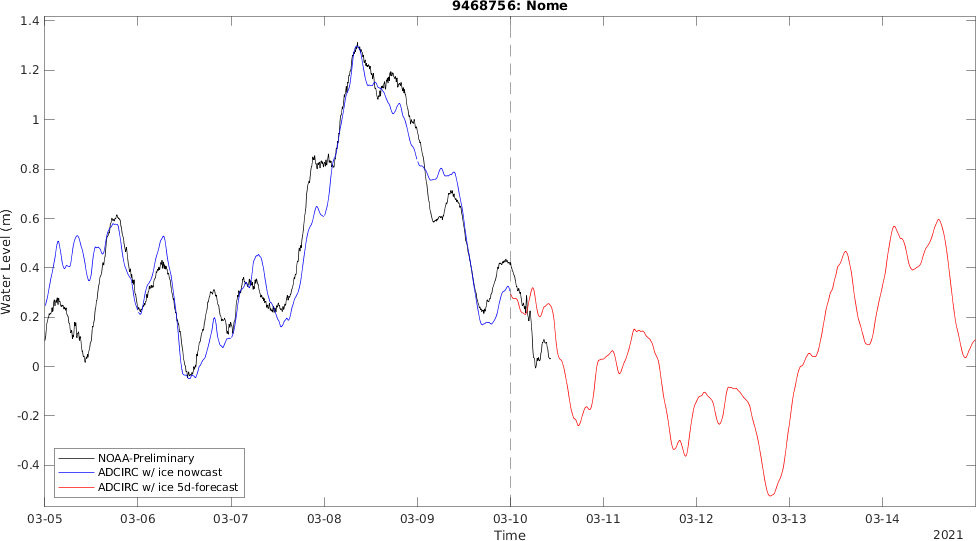 9468756: Nome
1.4
1.2
1
0.8
0.6
0.4
0.2
0
-0.2
-0.4
Water Level (m)
NOAA-Preliminary
ADCIRC w/ ice nowcast
ADCIRC w/ ice 5d-forecast
03-05 03-06 03-07 03-08 03-09 03-10 03-11 03-12 03-13 03-14
Time
2021